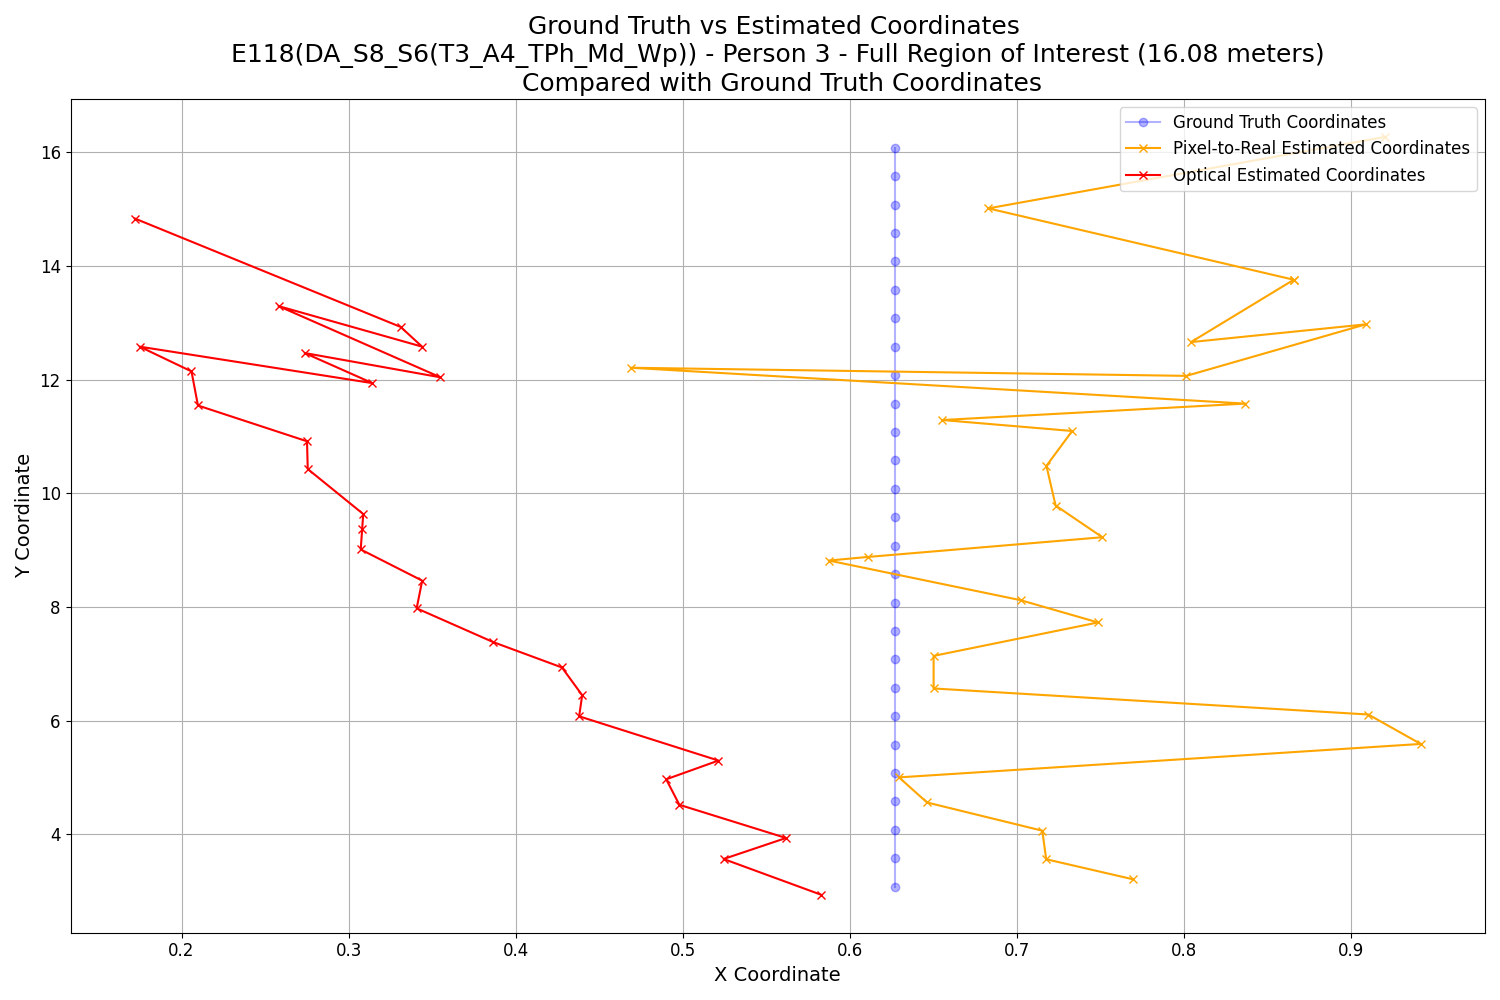 Ground Truth vs Estimated Coordinates
E118(DA_S8_S6(T3_A4_TPh_Md_Wp)) - Person 3 - Full Region of Interest (16.08 meters)
Compared with Ground Truth Coordinates
Ground Truth Coordinates
Pixel-to-Real Estimated Coordinates
Optical Estimated Coordinates
Y Coordinate
16
14
12
10
8
6
4
0.2
0.3
0.4
0.5
0.6
0.7
0.8
0.9
X Coordinate